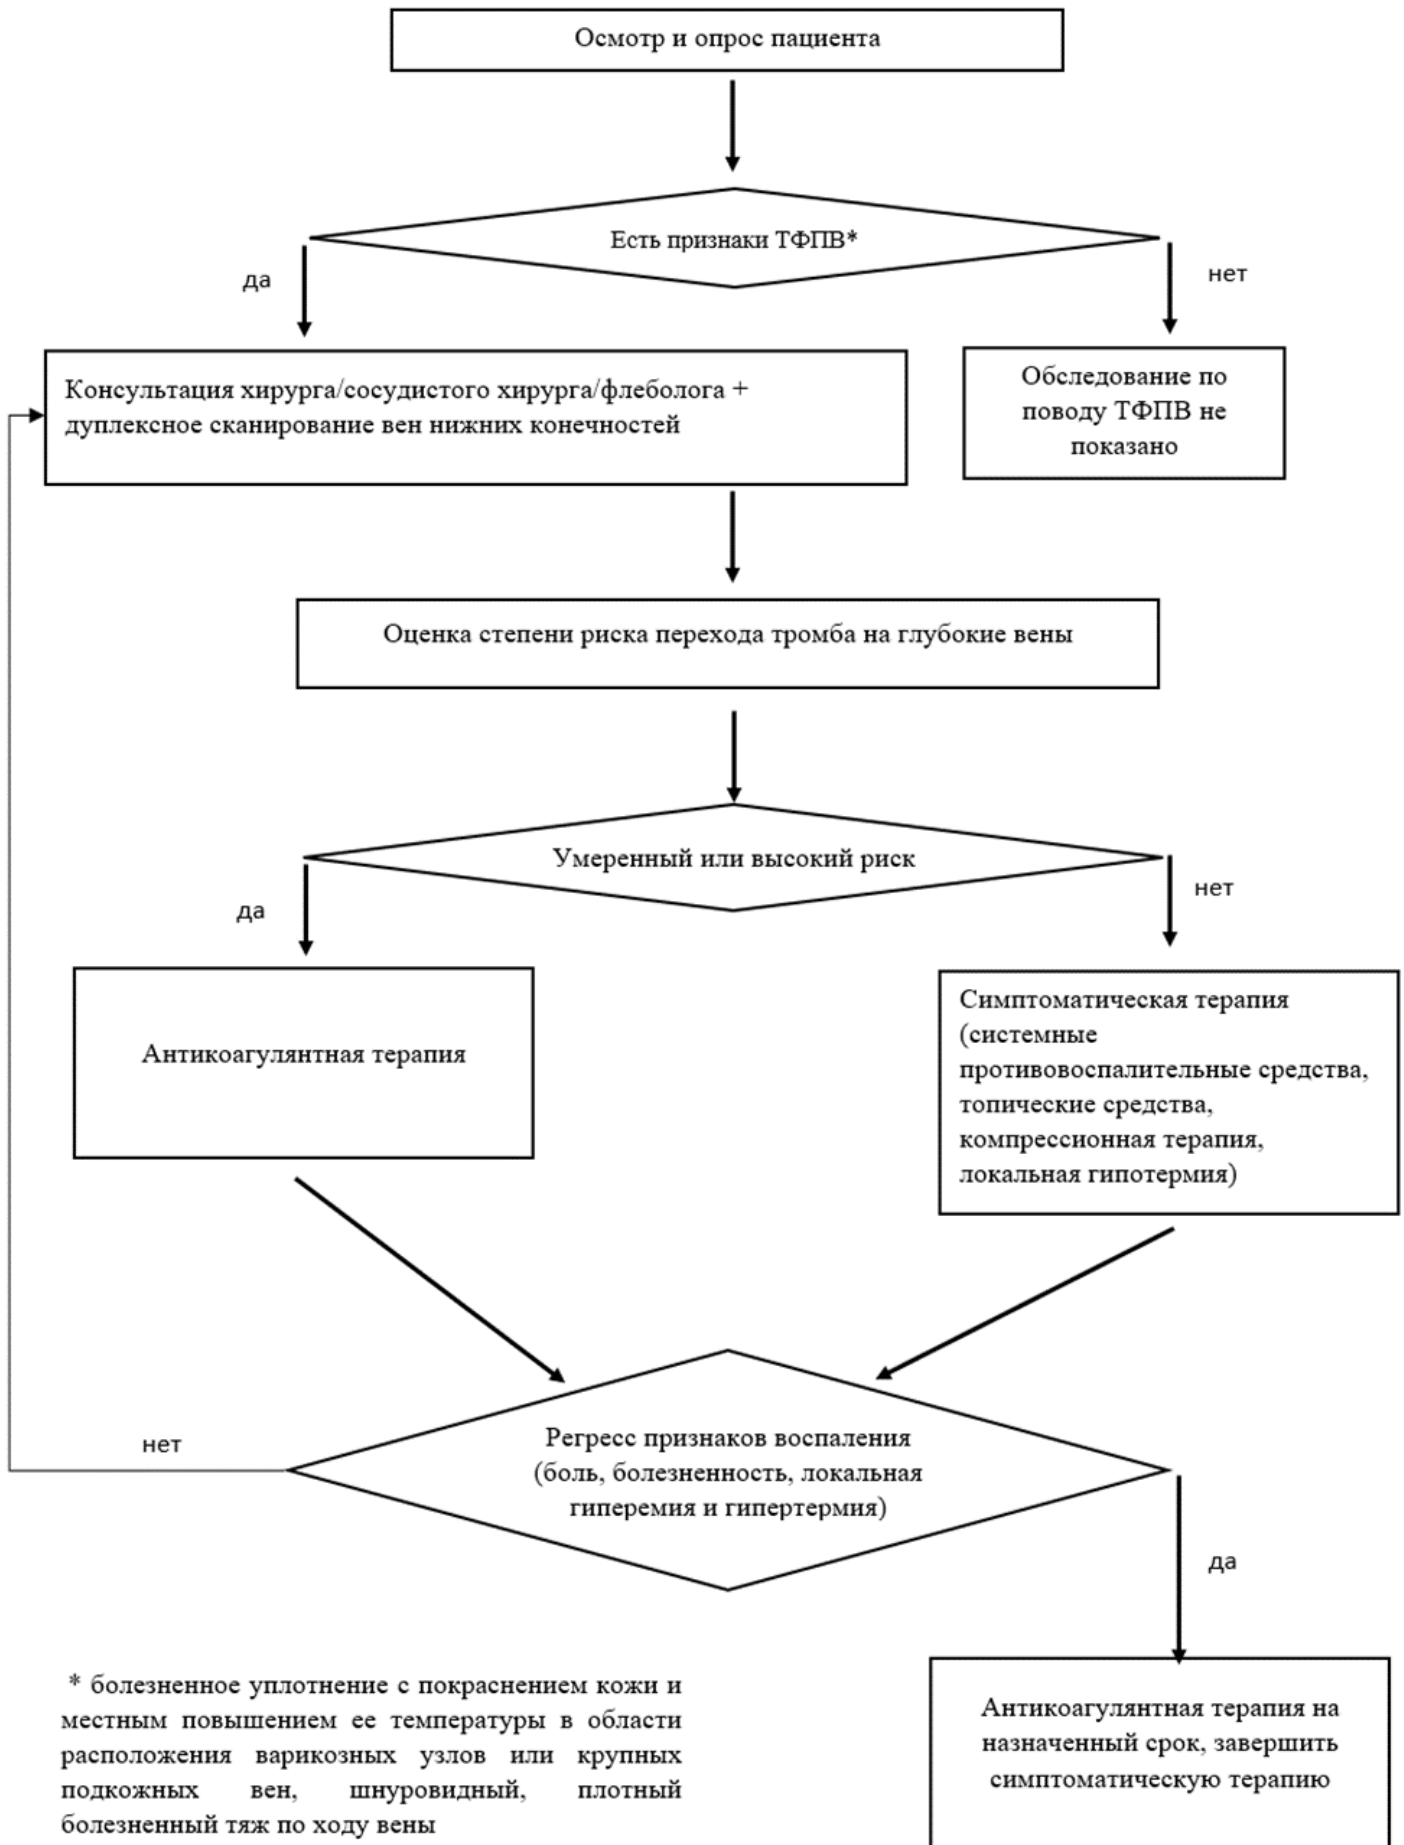 Осмотр и опрос пациента
Есть признаки ТФПВ*
да
нет
Консультация хирурга/сосудистого хирурга/флеболога +
дуплексное сканирование вен нижних конечностей
Обследование по
поводу ТФПВ не
показано
Оценка степени риска перехода тромба на глубокие вены
Умеренный или высокий риск
да
нет
Антикоагулянтная терапия
Симптоматическая терапия
(системные
противовоспалительные средства,
топические средства,
компрессионная терапия,
локальная гипотермия)
Регресс признаков воспаления
(боль, болезненность, локальная
гиперемия и гипертермия)
нет
да
Антикоагулянтная терапия на
назначенный срок, завершить
симптоматическую терапию
* болезненное уплотнение с покраснением кожи и
местным повышением ее температуры в области
расположения варикозных узлов или крупных
подкожных вен, шнуровидный, плотный
болезненный тяж по ходу вены